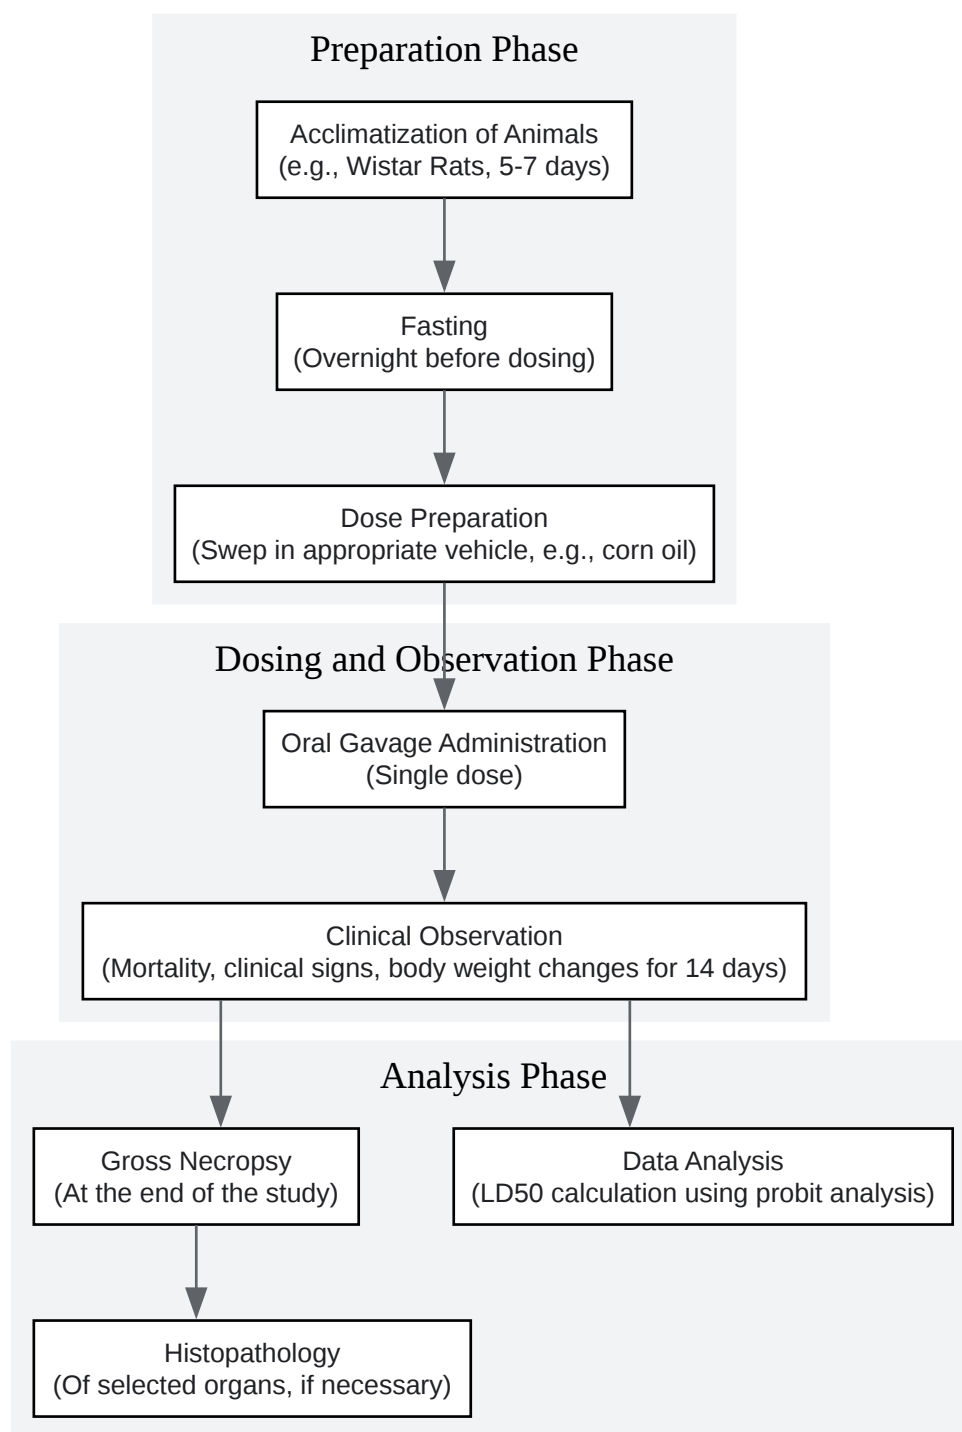 Preparation Phase
Acclimatization of Animals
(e.g., Wistar Rats, 5-7 days)
Fasting
(Overnight before dosing)
Dose Preparation
(Swep in appropriate vehicle, e.g., corn oil)
Dosing and Observation Phase
Oral Gavage Administration
(Single dose)
Clinical Observation
(Mortality, clinical signs, body weight changes for 14 days)
Analysis Phase
Gross Necropsy
(At the end of the study)
Data Analysis
(LD50 calculation using probit analysis)
Histopathology
(Of selected organs, if necessary)